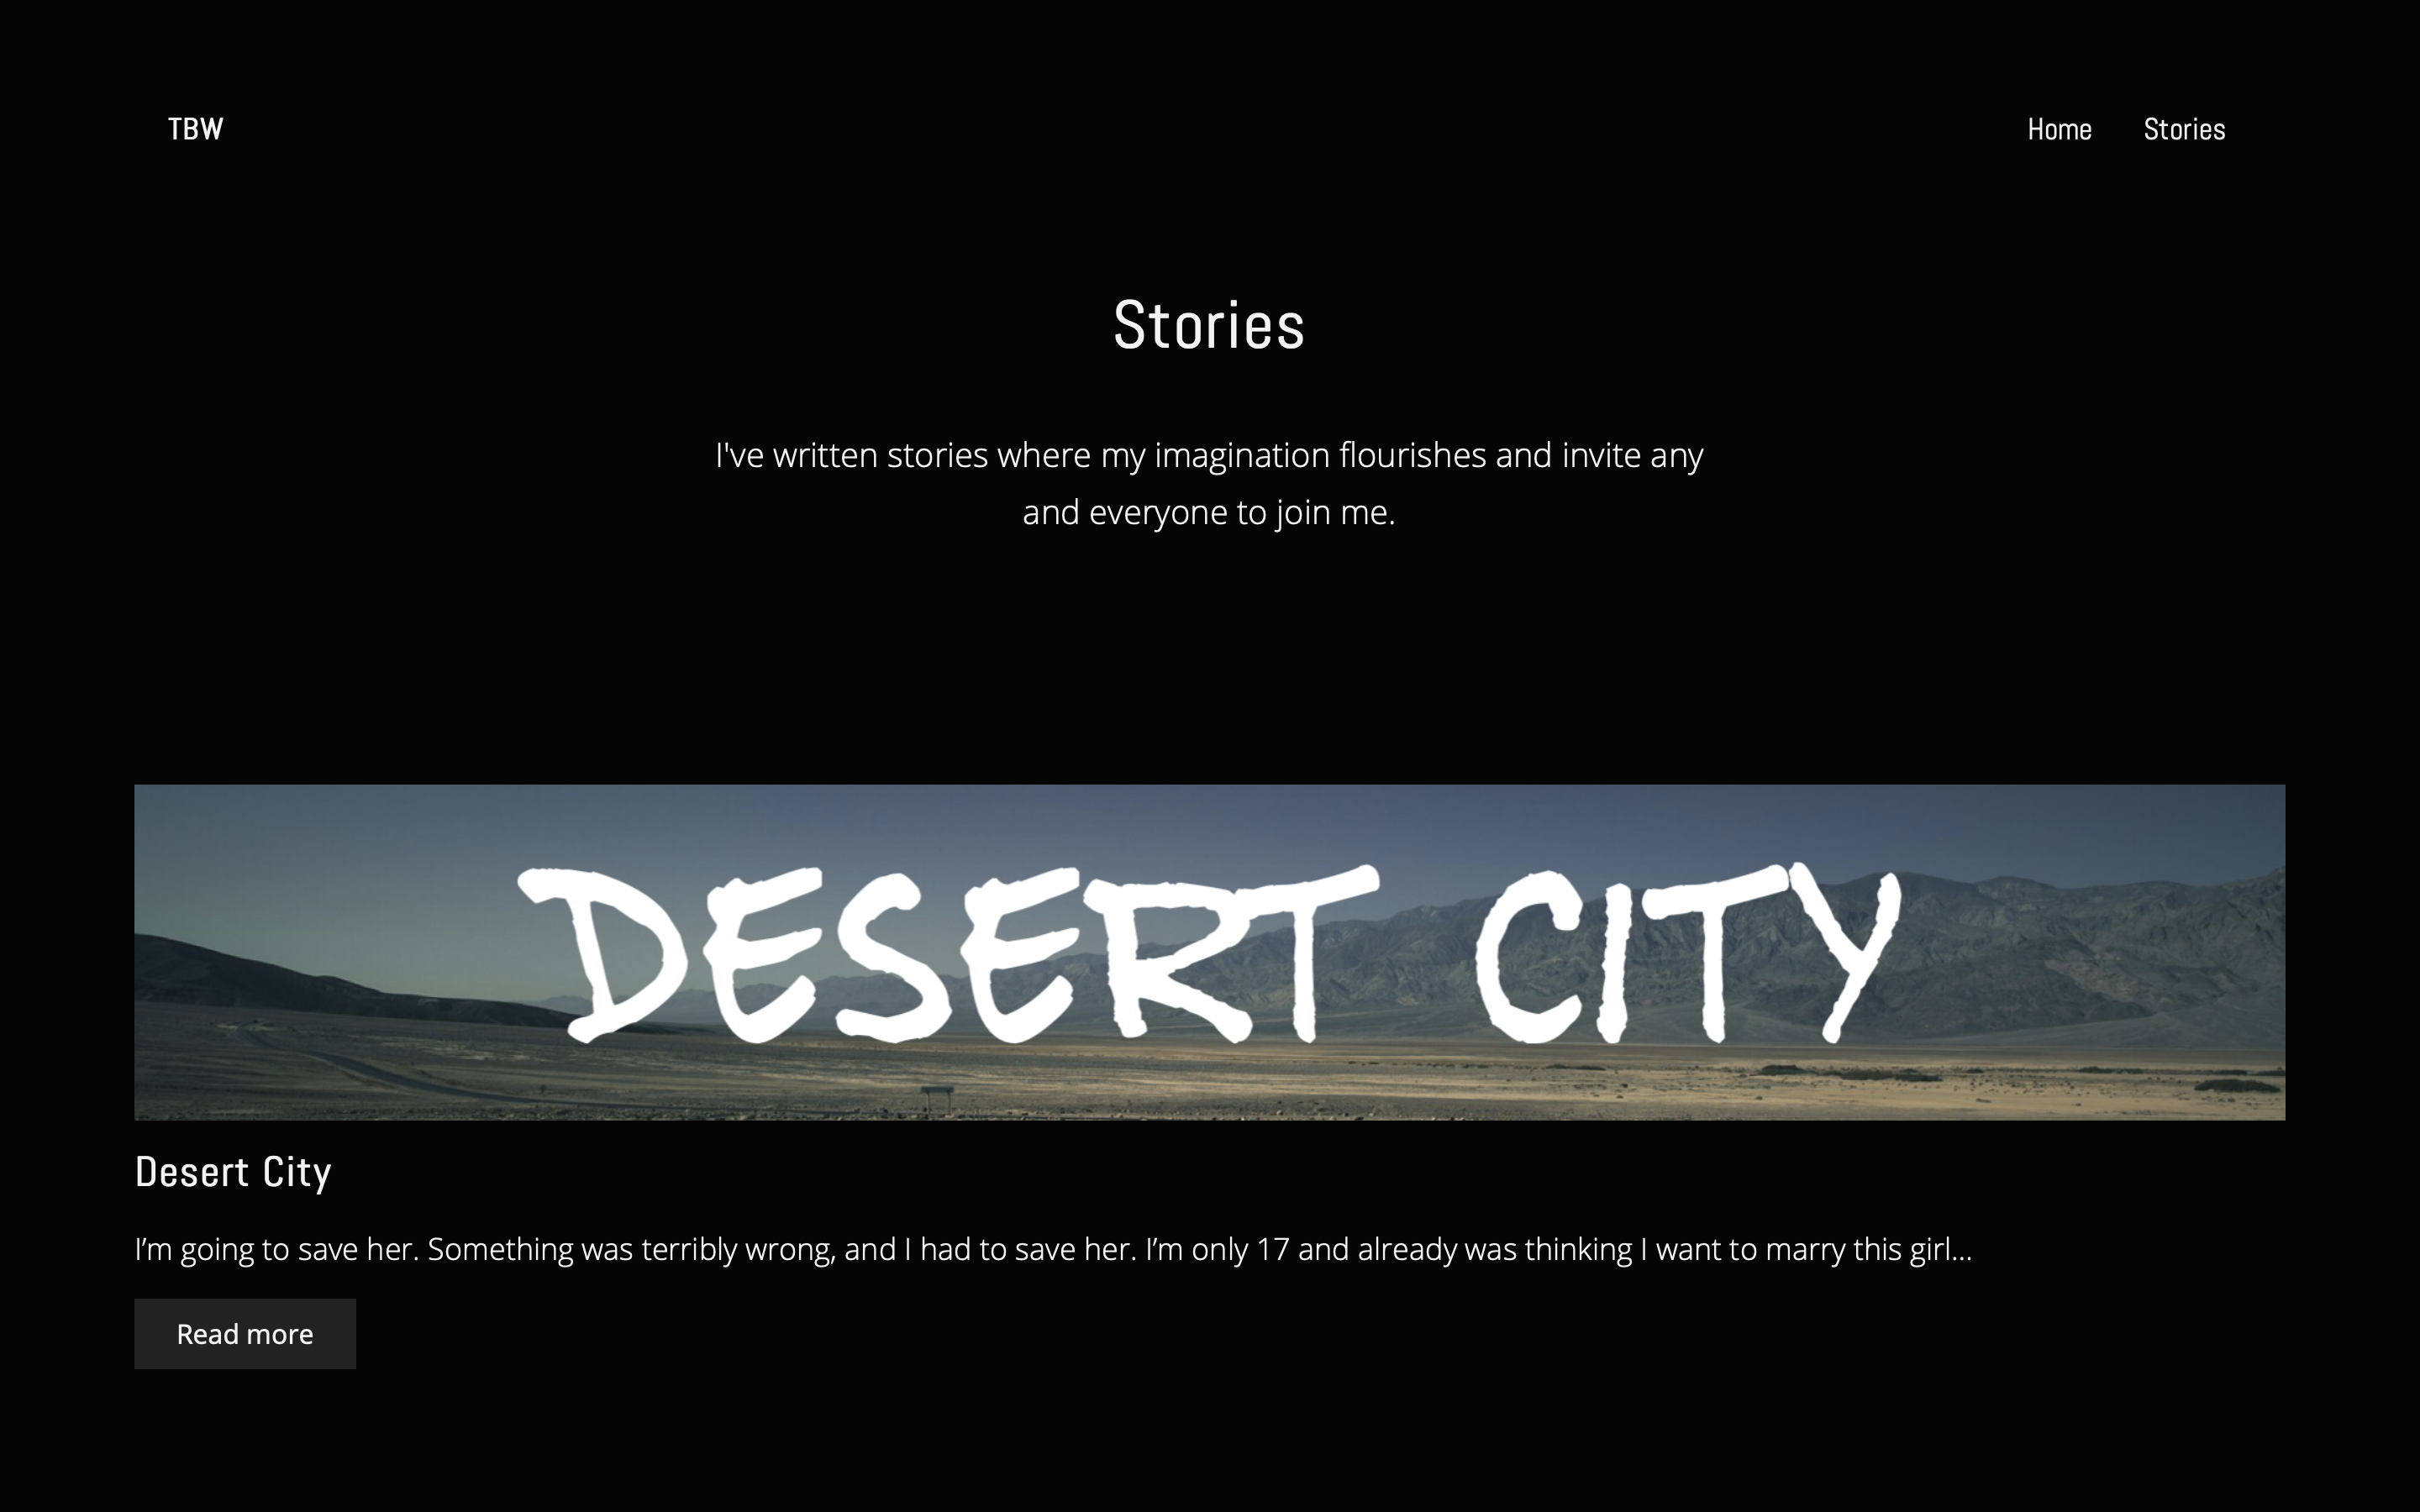 TBW
Home
Stories
Stories
I've written stories where my imagination flourishes and invite any
and everyone to join me.
DESERT CITY
Desert City
I’m going to save her. Something was terribly wrong, and I had to save her. I’m only 17 and already was thinking I want to marry this girl...
Read more